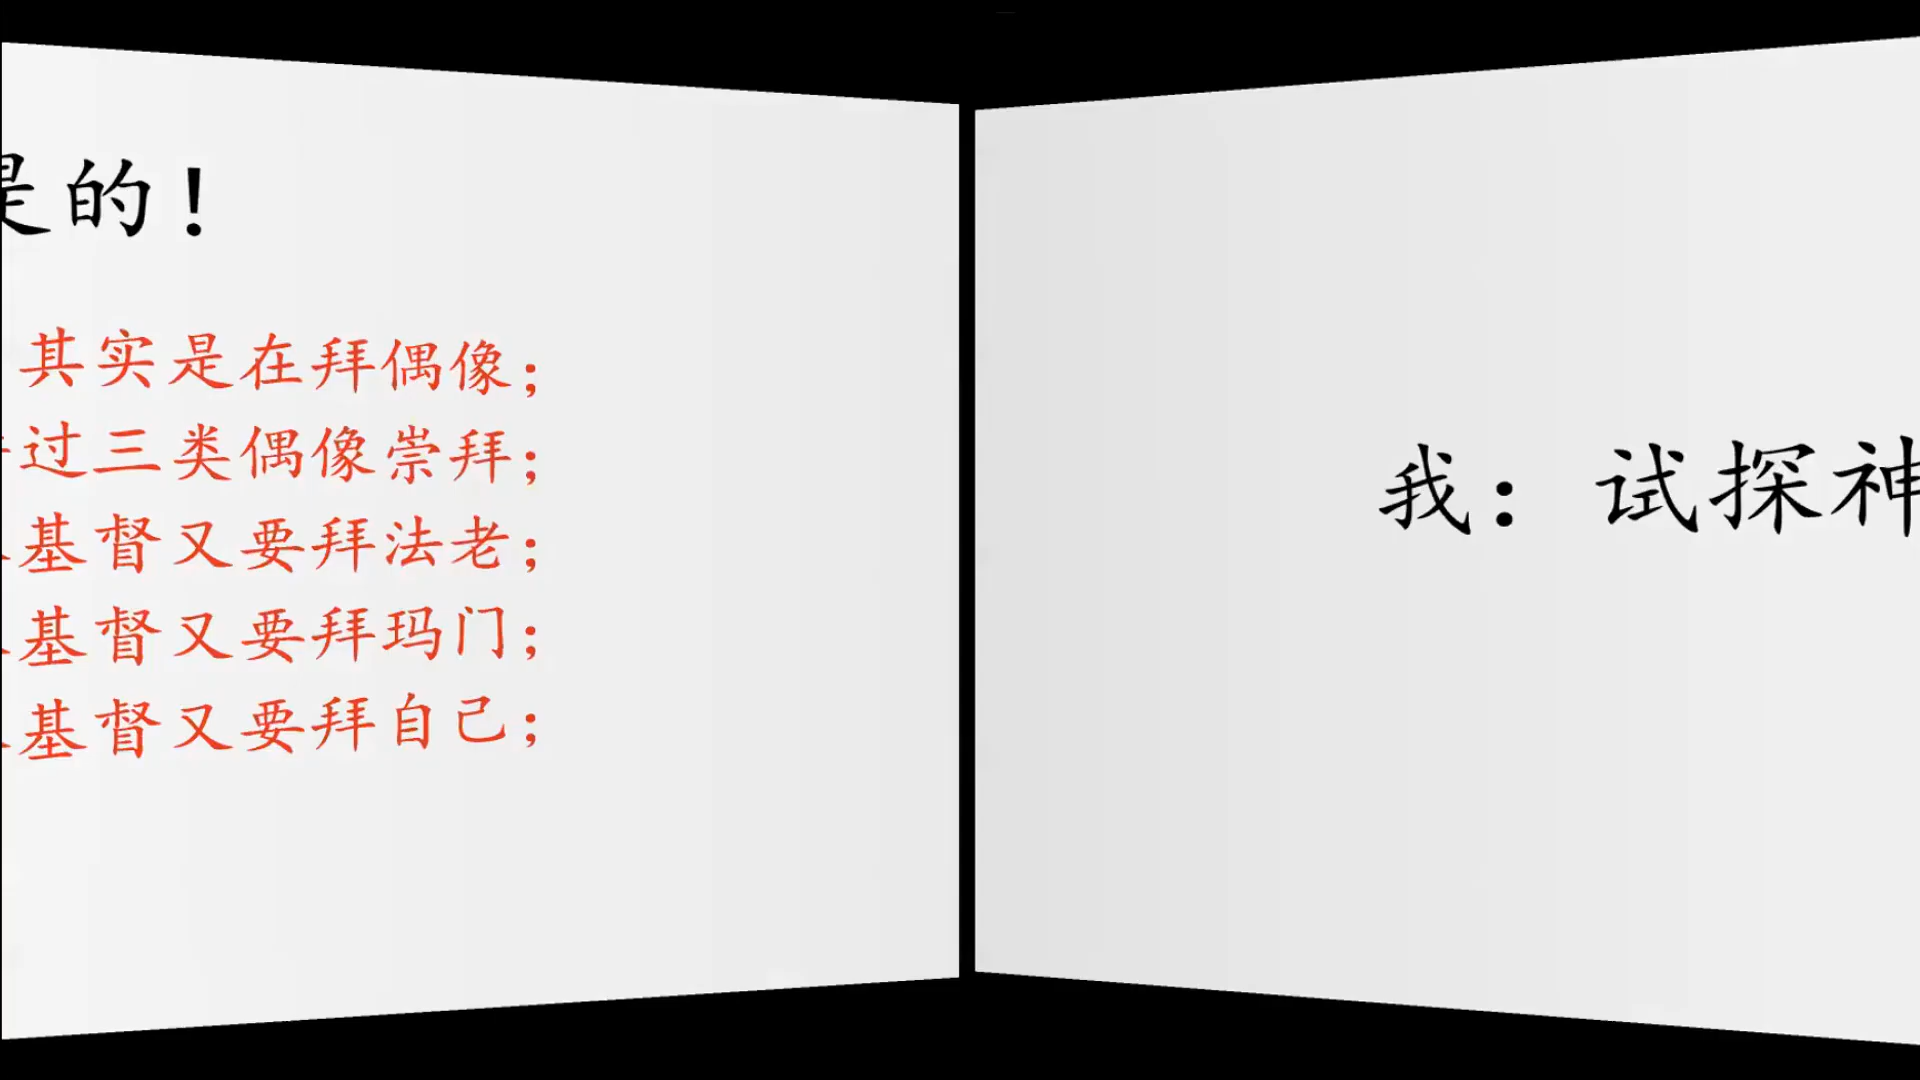 是的！
其实是在拜偶像；
过三类偶像崇拜；
基督又要拜法老；
基督又要拜玛门；
基督又要拜自己；
我：试探神